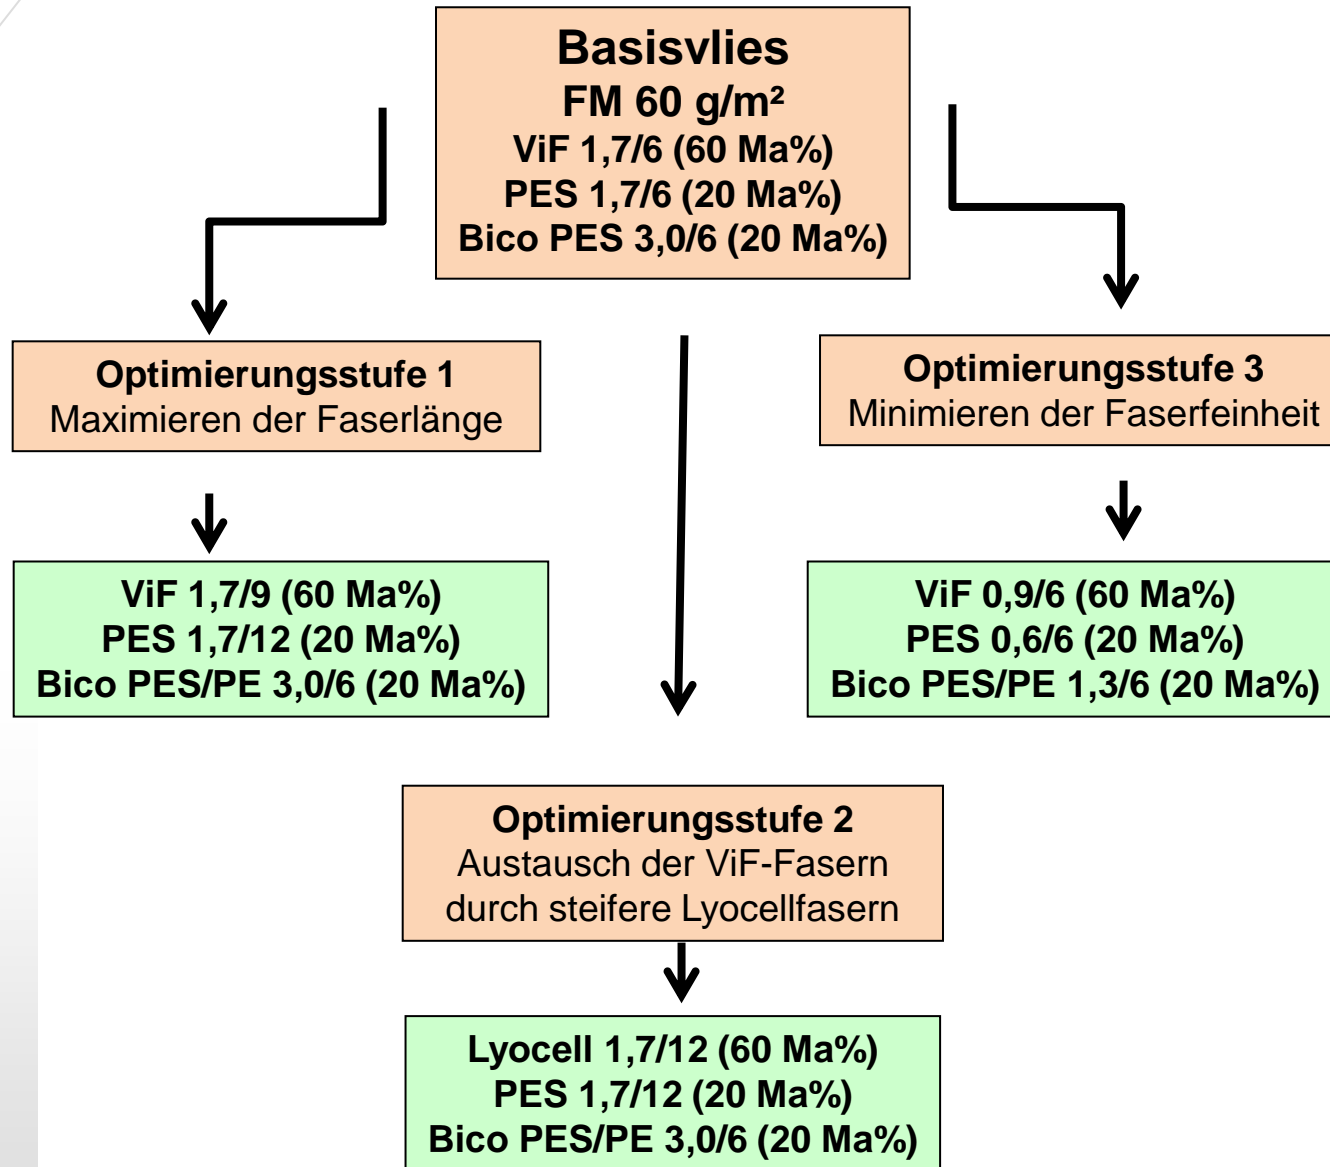 Basisvlies
FM 60 g/m²
ViF 1,7/6 (60 Ma%)
PES 1,7/6 (20 Ma%)
Bico PES 3,0/6 (20 Ma%)
Optimierungsstufe 1
Maximieren der Faserlänge
Optimierungsstufe 3
Minimieren der Faserfeinheit
ViF 1,7/9 (60 Ma%)
PES 1,7/12 (20 Ma%)
Bico PES/PE 3,0/6 (20 Ma%)
ViF 0,9/6 (60 Ma%)
PES 0,6/6 (20 Ma%)
Bico PES/PE 1,3/6 (20 Ma%)
Optimierungsstufe 2
Austausch der ViF-Fasern
durch steifere Lyocellfasern
Lyocell 1,7/12 (60 Ma%)
PES 1,7/12 (20 Ma%)
Bico PES/PE 3,0/6 (20 Ma%)